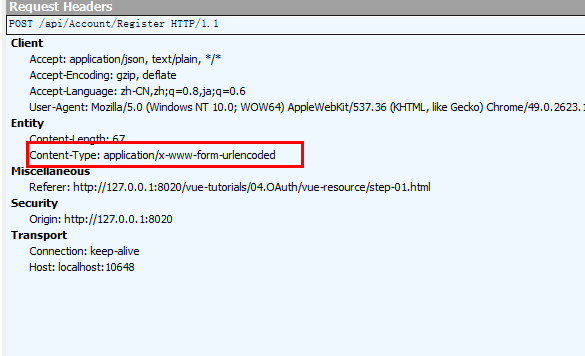 Request Headers
POST /api/Account/Register HTTP/1.1
Client
Accept: application/json, text/plain, */*
Accept-Encoding: gzip, deflate
Accept-Language: zh-CN,zh;q=0.8,ja;q=0.6
User-Agent: Mozilla/5.0 (Windows NT 10.0; WOW64) AppleWebKit/537.36 (KHTML, like Gecko) Chrome/49.0.2623.1
Entity
Content-Length: 67
Content-Type: application/x-www-form-urlencoded
Miscellaneous
Referer: http://127.0.0.1:8020/vue-tutorials/04.OAuth/vue-resource/step-01.html
Security
Origin: http://127.0.0.1:8020
Transport
Connection: keep-alive
Host: localhost:10648